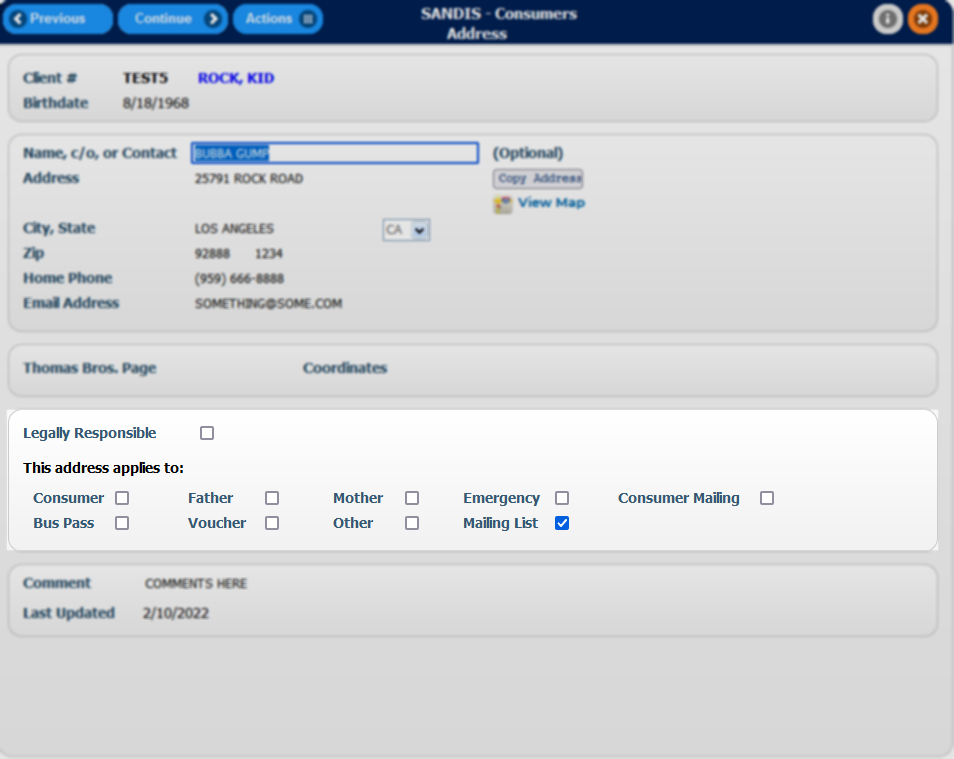 Previous Continue Actions SANDIS - Consumers
Address
Client # TEST5 ROCK, KID
Birthdate 8/18/1968
Name, c/o, or Contact BUBBA GUMP (Optional)
Address 25791 ROCK ROAD Copy Address
View Map
City, State LOS ANGELES CA
Zip 92888 1234
Home Phone (959) 666-8888
Email Address SOMETHING@SOME.COM
Thomas Bros. Page Coordinates
Legally Responsible
This address applies to:
Consumer Father Mother Emergency Consumer Mailing
Bus Pass Voucher Other Mailing List
Comment COMMENTS HERE
Last Updated 2/10/2022